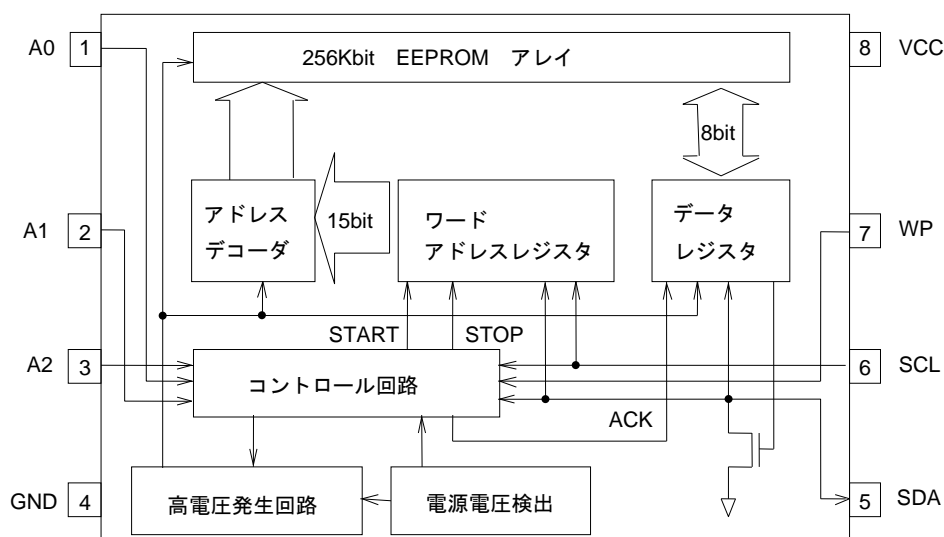 A0 1
256Kbit EEPROM アレイ
8 VCC
8bit
A1 2
アドレス
デコーダ
15bit
ワード
アドレスレジスタ
データ
レジスタ
7 WP
START
STOP
A2 3
コントロール回路
6 SCL
ACK
GND 4
高電圧発生回路
電源電圧検出
5 SDA